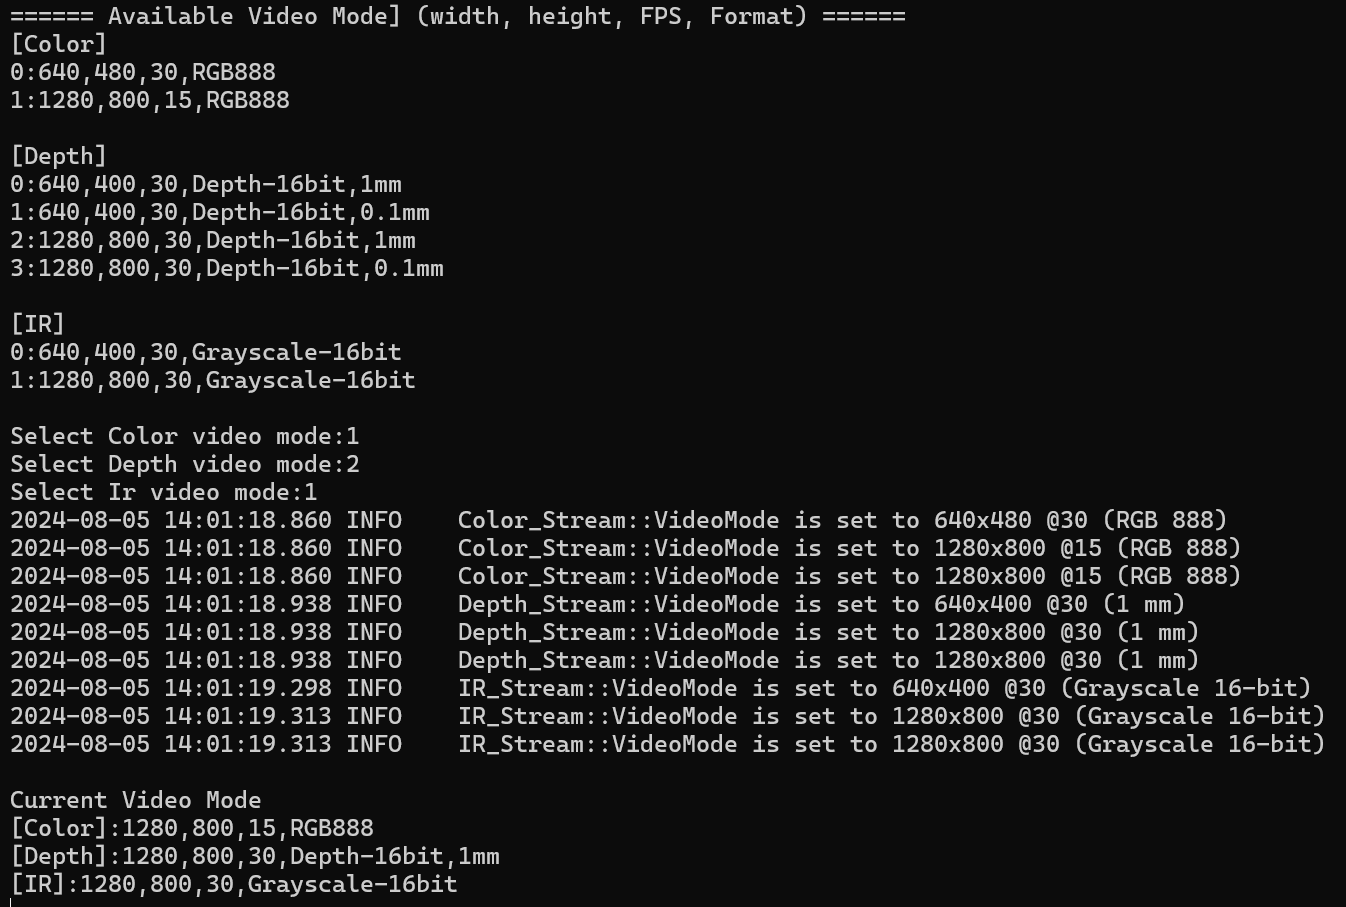 ====== Available Video Mode] (width, height, FPS, Format) ======
[Color]
0:640,480,30,RGB888
1:1280,800,15,RGB888

[Depth]
0:640,400,30,Depth-16bit,1mm
1:640,400,30,Depth-16bit,0.1mm
2:1280,800,30,Depth-16bit,1mm
3:1280,800,30,Depth-16bit,0.1mm

[IR]
0:640,400,30,Grayscale-16bit
1:1280,800,30,Grayscale-16bit

Select Color video mode:1
Select Depth video mode:2
Select Ir video mode:1
2024-08-05 14:01:18.860 INFO    Color_Stream::VideoMode is set to 640x480 @30 (RGB 888)
2024-08-05 14:01:18.860 INFO    Color_Stream::VideoMode is set to 1280x800 @15 (RGB 888)
2024-08-05 14:01:18.860 INFO    Color_Stream::VideoMode is set to 1280x800 @15 (RGB 888)
2024-08-05 14:01:18.938 INFO    Depth_Stream::VideoMode is set to 640x400 @30 (1 mm)
2024-08-05 14:01:18.938 INFO    Depth_Stream::VideoMode is set to 1280x800 @30 (1 mm)
2024-08-05 14:01:18.938 INFO    Depth_Stream::VideoMode is set to 1280x800 @30 (1 mm)
2024-08-05 14:01:19.298 INFO    IR_Stream::VideoMode is set to 640x400 @30 (Grayscale 16-bit)
2024-08-05 14:01:19.313 INFO    IR_Stream::VideoMode is set to 1280x800 @30 (Grayscale 16-bit)
2024-08-05 14:01:19.313 INFO    IR_Stream::VideoMode is set to 1280x800 @30 (Grayscale 16-bit)

Current Video Mode
[Color]:1280,800,15,RGB888
[Depth]:1280,800,30,Depth-16bit,1mm
[IR]:1280,800,30,Grayscale-16bit